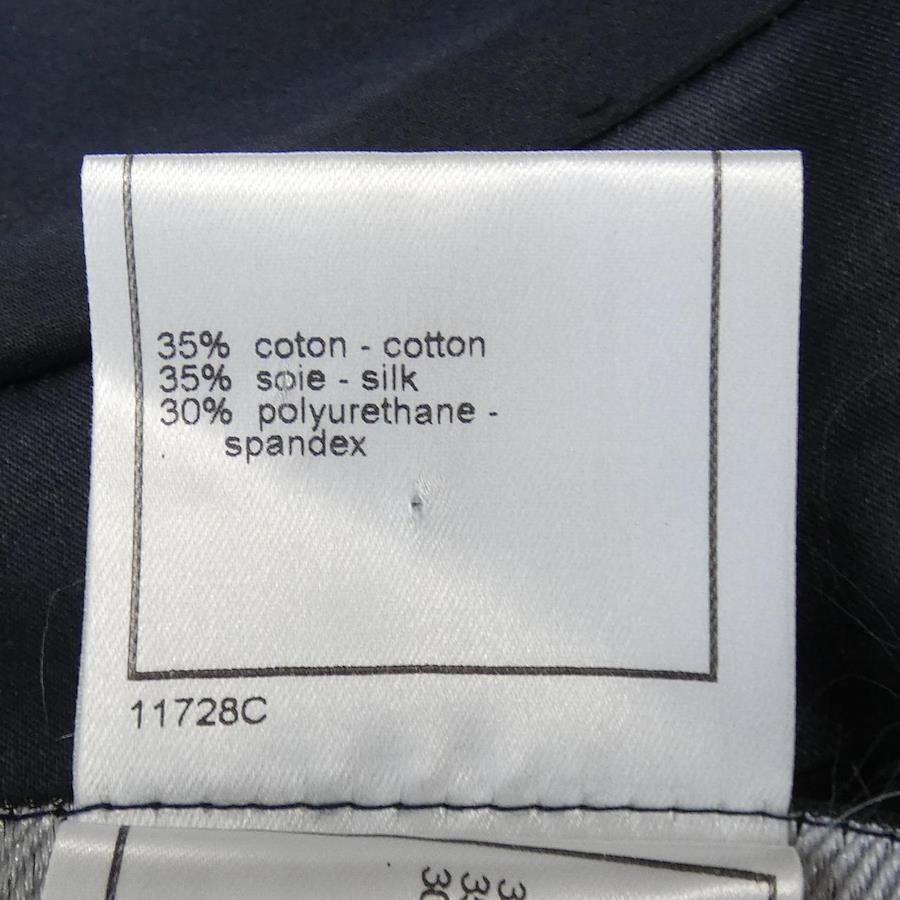 35% coton - cotton
35% soie - silk
30% polyurethane -
spandex
11728C